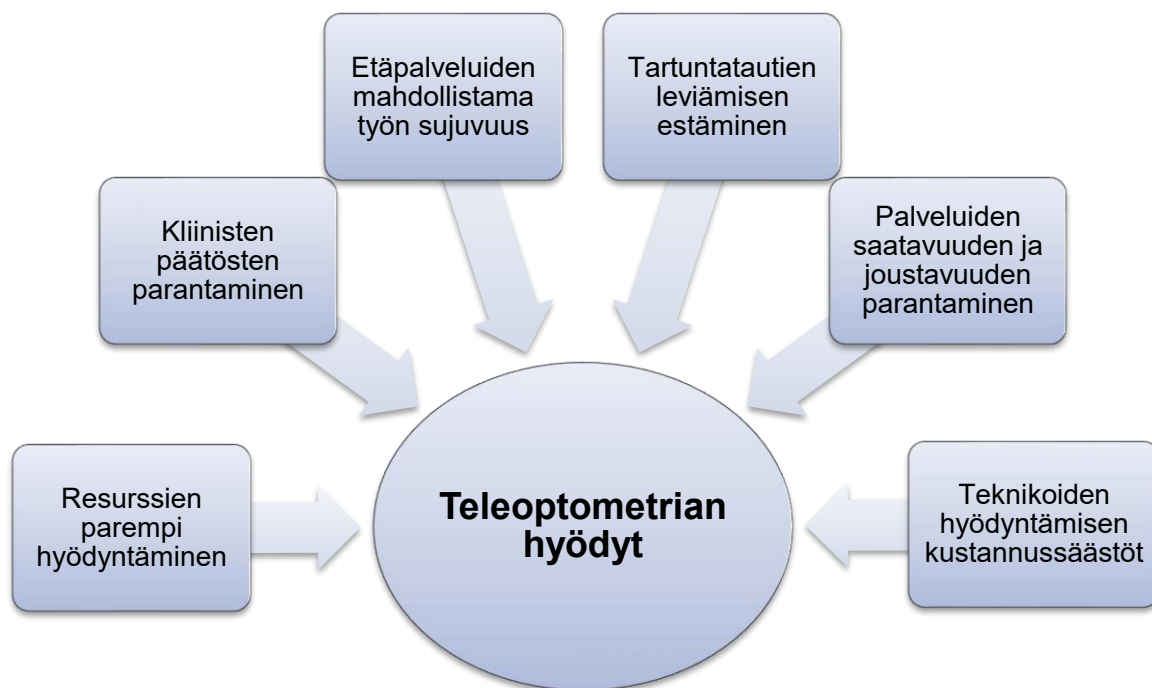 Etäpalveluiden
mahdollistama
työn sujuvuus
Tartuntatautien
leviämisen
estäminen
Kliinisten
päätösten
parantaminen
Palveluiden
saatavuuden ja
joustavuuden
parantaminen
Resurssien
parempi
hyödyntäminen
Teleoptometrian
hyödyt
Teknikoiden
hyödyntämisen
kustannussäästöt